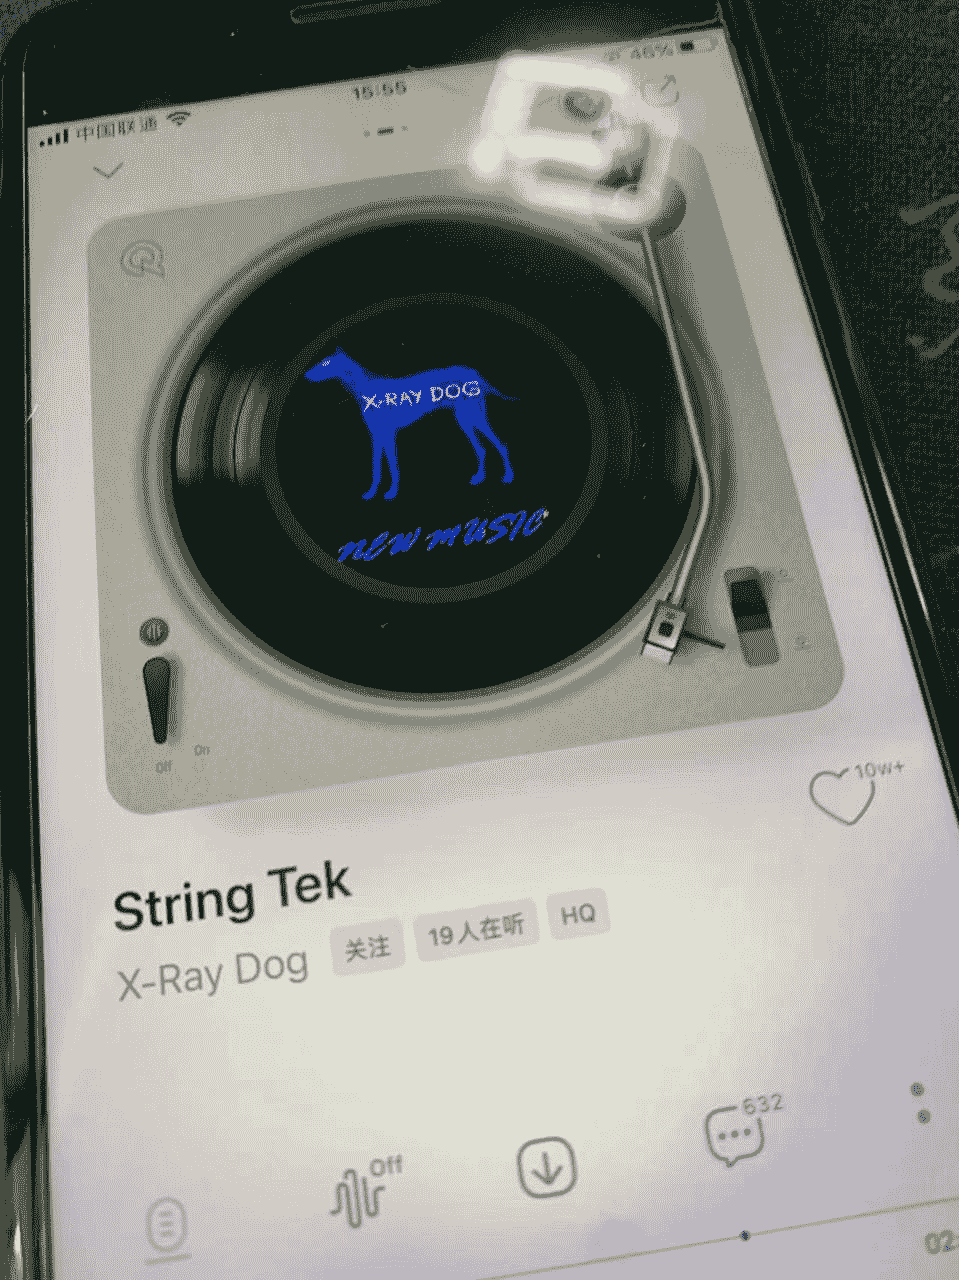 中国联通
15:55
46%
X-RAY DOG
NEW MUSIC
On
Off
10w+
String Tek
X-Ray Dog
关注
19人在听
HQ
632
Off
02: